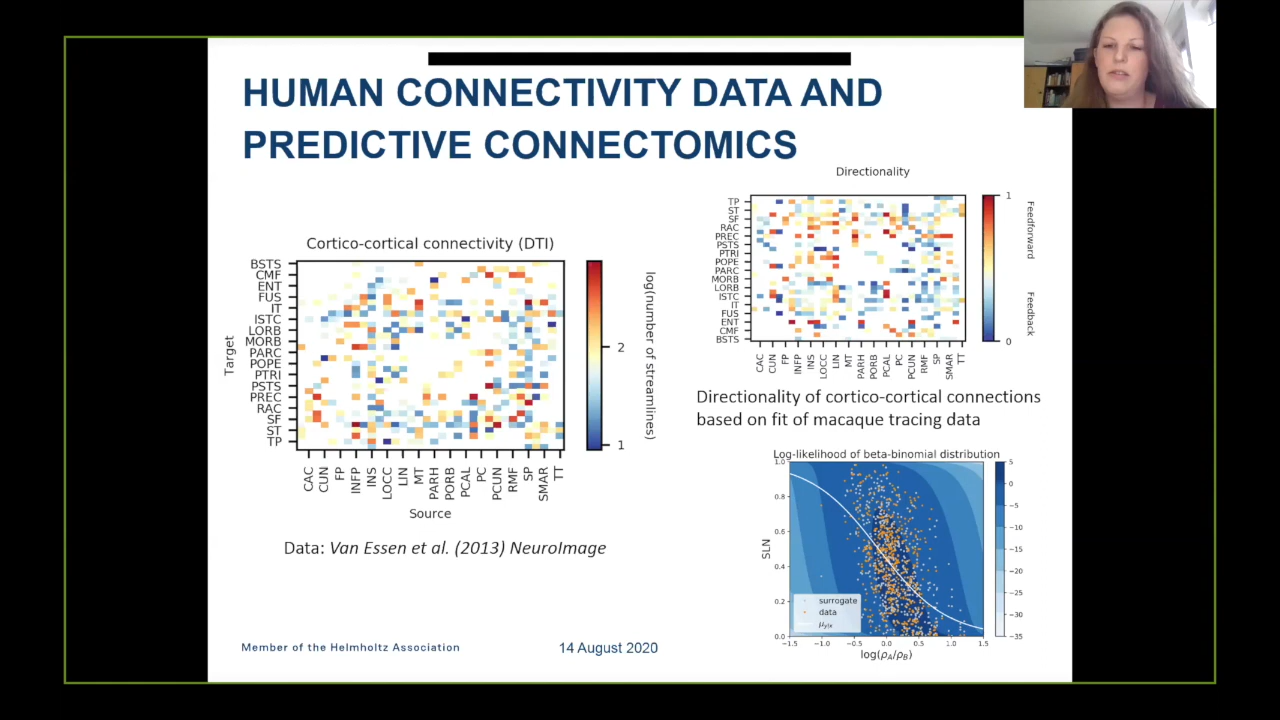 HUMAN CONNECTIVITY DATA AND
PREDICTIVE CONNECTOMICS
Cortico-cortical connectivity (DTI)
Target
BSTS
CMF
ENT
FUS
IT
ISTC
LORB
MORB
PARC
POPE
PTRI
PSTS
PREC
RAC
SF
ST
TP
CAC
CUN
FP
INFP
INS
LOCC
LIN
MT
PARH
PORB
PCAL
PC
PCUN
RMF
SP
SMAR
TT
Source
2
1
log(number of streamlines)
Data: Van Essen et al. (2013) NeuroImage
Directionality
TP
ST
SF
RAC
PREC
PSTS
PTRI
POPE
PARC
MORB
LORB
ISTC
IT
FUS
ENT
CMF
BSTS
CAC
CUN
FP
INFP
INS
LOCC
LIN
MT
PARH
PORB
PCAL
PC
PCUN
RMF
SP
SMAR
TT
1
0
Feedforward
Feedback
Directionality of cortico-cortical connections
based on fit of macaque tracing data
Log-likelihood of beta-binomial distribution
SLN
1.0
0.8
0.6
0.4
0.2
0.0
surrogate
data
μy|x
−1.5 −1.0 −0.5 0.0 0.5 1.0 1.5
log(ρA/ρB)
5
0
−5
−10
−15
−20
−25
−30
−35
Member of the Helmholtz Association
14 August 2020